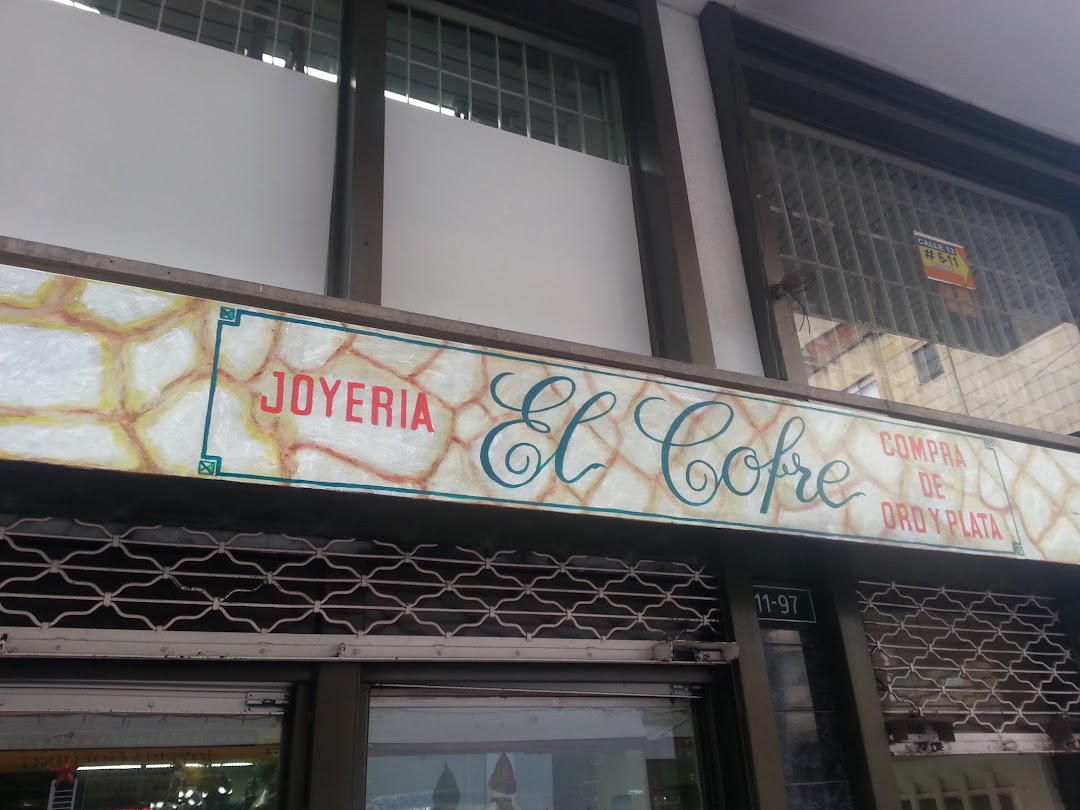 CALLE 12
# 6-11
JOYERIA
El Cofre
COMPRA
DE
ORO Y PLATA
11-97